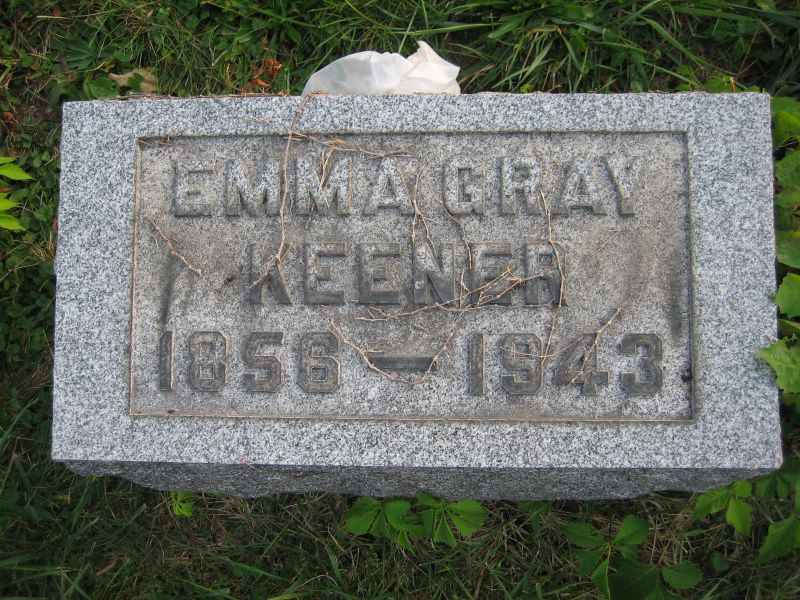 EMMA GRAY
KEENER
1856 — 1943